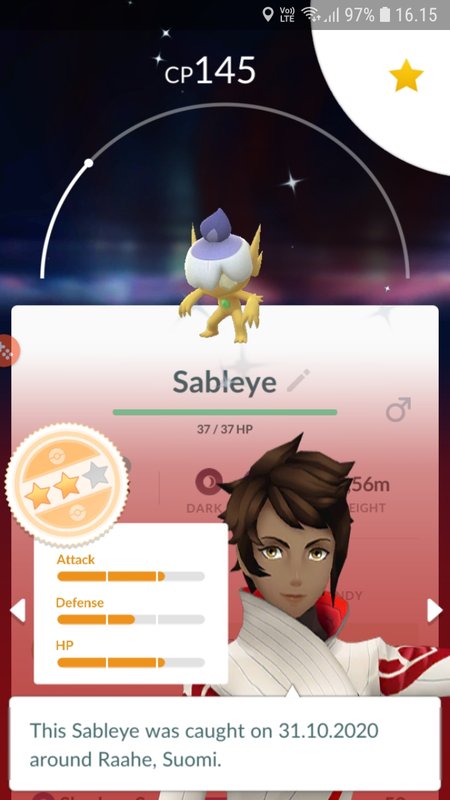 Vo)) LTE 97% 16.15
CP145
Sableye
37 / 37 HP
DARK
.56m
EIGHT
Attack
Defense
HP
NDY
This Sableye was caught on 31.10.2020
around Raahe, Suomi.